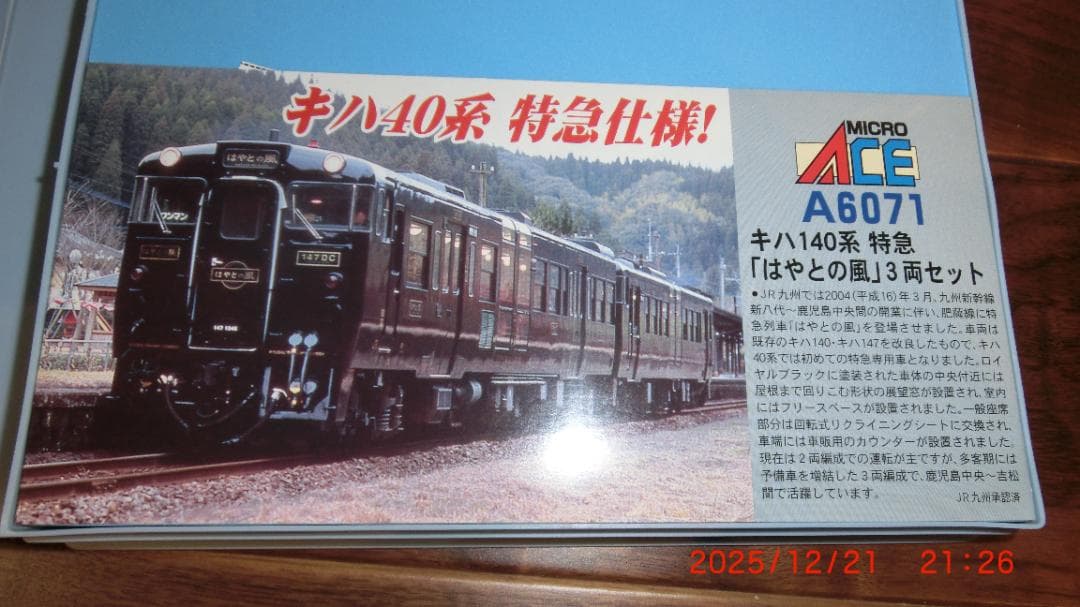 キハ40系 特急仕様!
はやとの風
ワンマン
147DC
はやとの風
MICRO
ACE
A6071
キハ140系 特急
「はやとの風」3両セット
●JR九州では2004(平成16)年3月、九州新幹線
新八代～鹿児島中央間の開業に伴い、肥薩線に特
急列車「はやとの風」を登場させました。車両は
既存のキハ140・キハ147を改良したもので、キハ
40系では初めての特急専用車となりました。ロイ
ヤルブラックに塗装された車体の中央付近には
屋根まで回りこむ形状の展望窓が設置され、室内
にはフリースペースが設置されました。一般座席
部分は回転式リクライニングシートに交換され、
車端には車販用のカウンターが設置されました。
現在は2両編成での運転が主ですが、多客期には
予備車を増結した3両編成で、鹿児島中央～吉松
間で活躍しています。
JR九州承認済
2025/12/21 21:26